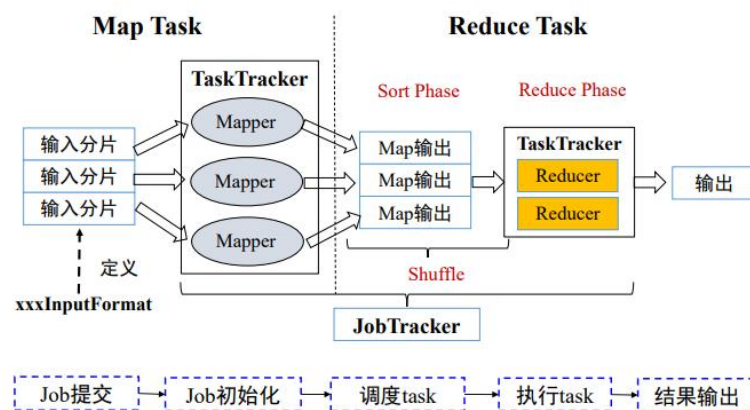 Map Task
Reduce Task
TaskTracker
Sort Phase
Reduce Phase
输入分片
输入分片
输入分片
Mapper
Mapper
Mapper
Map输出
Map输出
Map输出
TaskTracker
Reducer
Reducer
输出
定义
xxxInputFormat
Shuffle
JobTracker
Job提交
Job初始化
调度task
执行task
结果输出